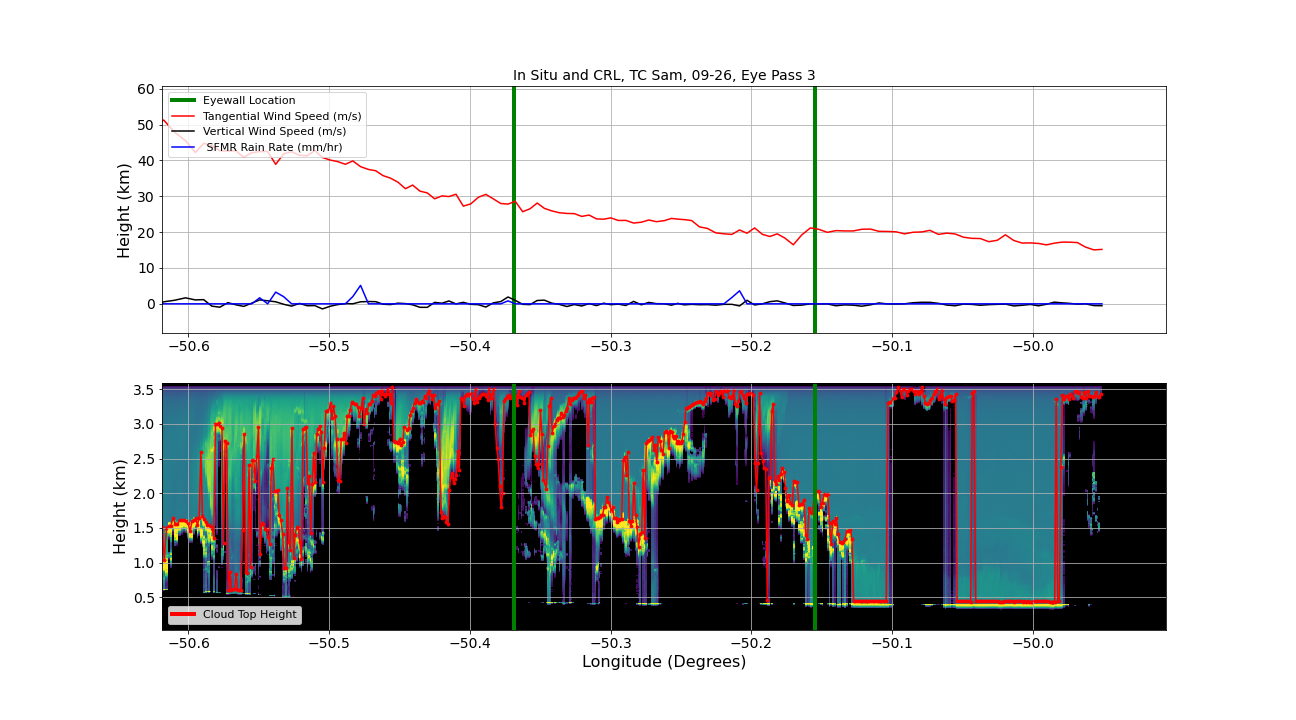 In Situ and CRL, TC Sam, 09-26, Eye Pass 3
Height (km)
60
50
40
30
20
10
0
Eyewall Location
Tangential Wind Speed (m/s)
Vertical Wind Speed (m/s)
SFMR Rain Rate (mm/hr)
−50.6 −50.5 −50.4 −50.3 −50.2 −50.1 −50.0
Height (km)
3.5
3.0
2.5
2.0
1.5
1.0
0.5
Cloud Top Height
−50.6 −50.5 −50.4 −50.3 −50.2 −50.1 −50.0
Longitude (Degrees)